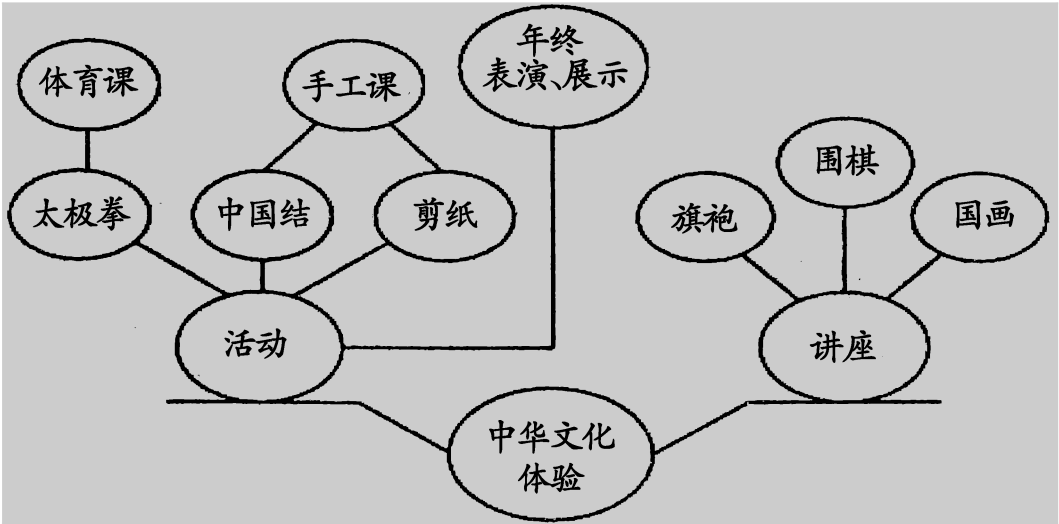 年终
表演、展示
体育课
手工课
围棋
太极拳
中国结
剪纸
旗袍
国画
活动
讲座
中华文化
体验